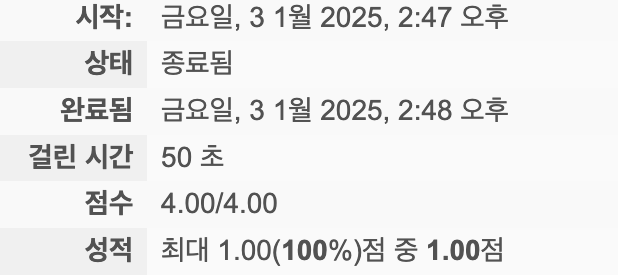 시작: 금요일, 3 1월 2025, 2:47 오후
상태 종료됨
완료됨 금요일, 3 1월 2025, 2:48 오후
걸린 시간 50 초
점수 4.00/4.00
성적 최대 1.00(100%)점 중 1.00점